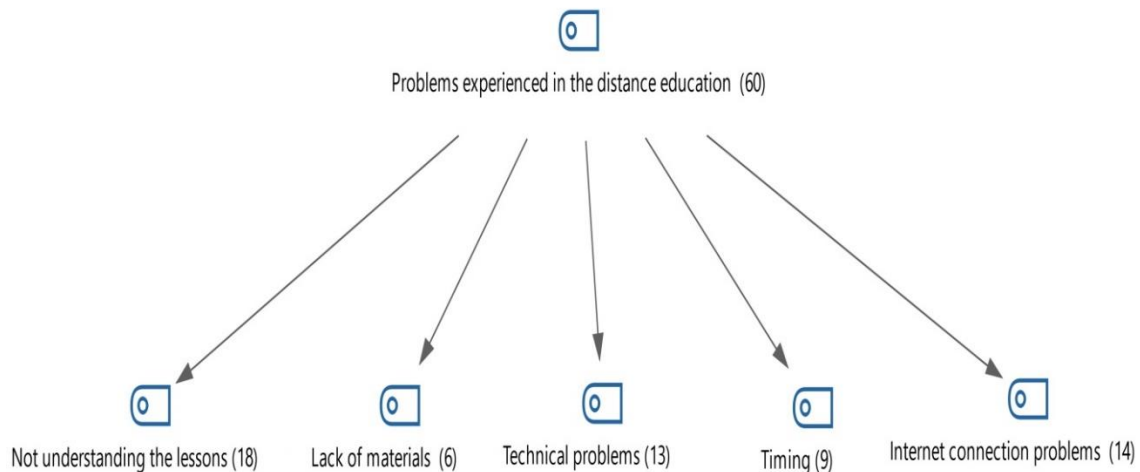 Problems experienced in the distance education (60)
Not understanding the lessons (18)
Lack of materials (6)
Technical problems (13)
Timing (9)
Internet connection problems (14)